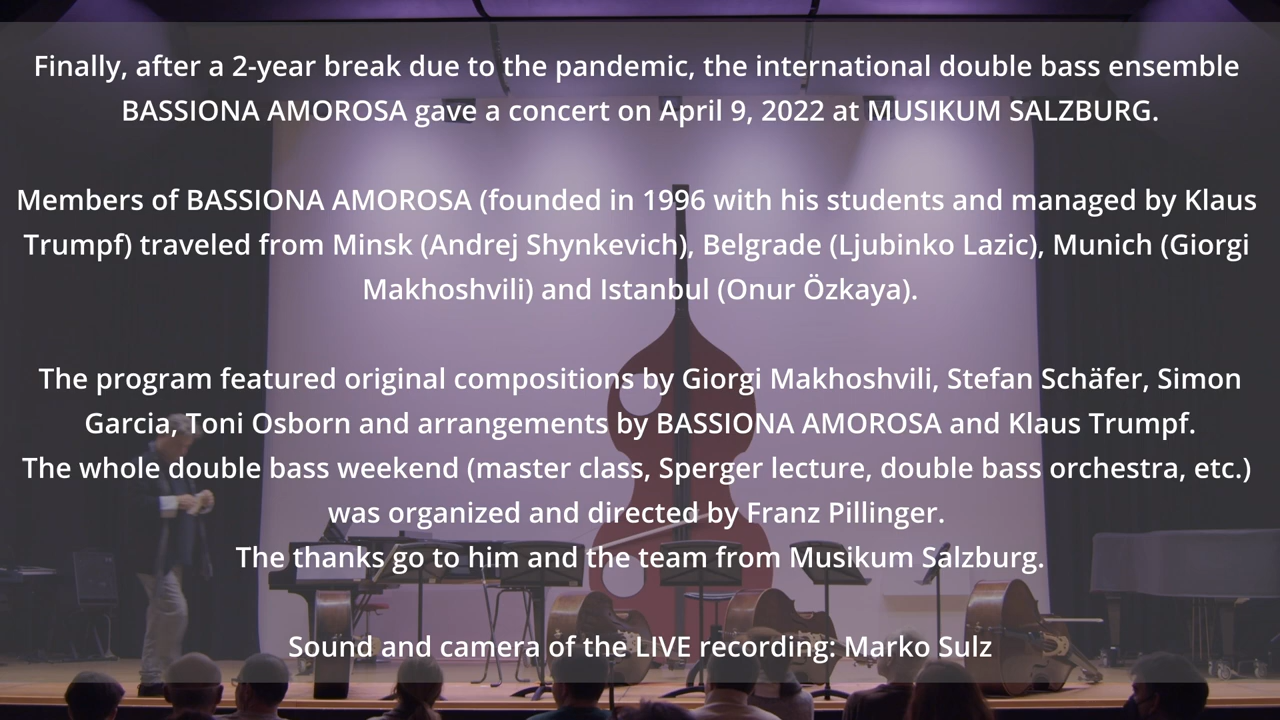 Finally, after a 2-year break due to the pandemic, the international double bass ensemble
BASSIONA AMOROSA gave a concert on April 9, 2022 at MUSIKUM SALZBURG.
Members of BASSIONA AMOROSA (founded in 1996 with his students and managed by Klaus
Trumpf) traveled from Minsk (Andrej Shynkevich), Belgrade (Ljubinko Lazic), Munich (Giorgi
Makhoshvili) and Istanbul (Onur Özkaya).
The program featured original compositions by Giorgi Makhoshvili, Stefan Schäfer, Simon
Garcia, Toni Osborn and arrangements by BASSIONA AMOROSA and Klaus Trumpf.
The whole double bass weekend (master class, Sperger lecture, double bass orchestra, etc.)
was organized and directed by Franz Pillinger.
The thanks go to him and the team from Musikum Salzburg.
Sound and camera of the LIVE recording: Marko Sulz